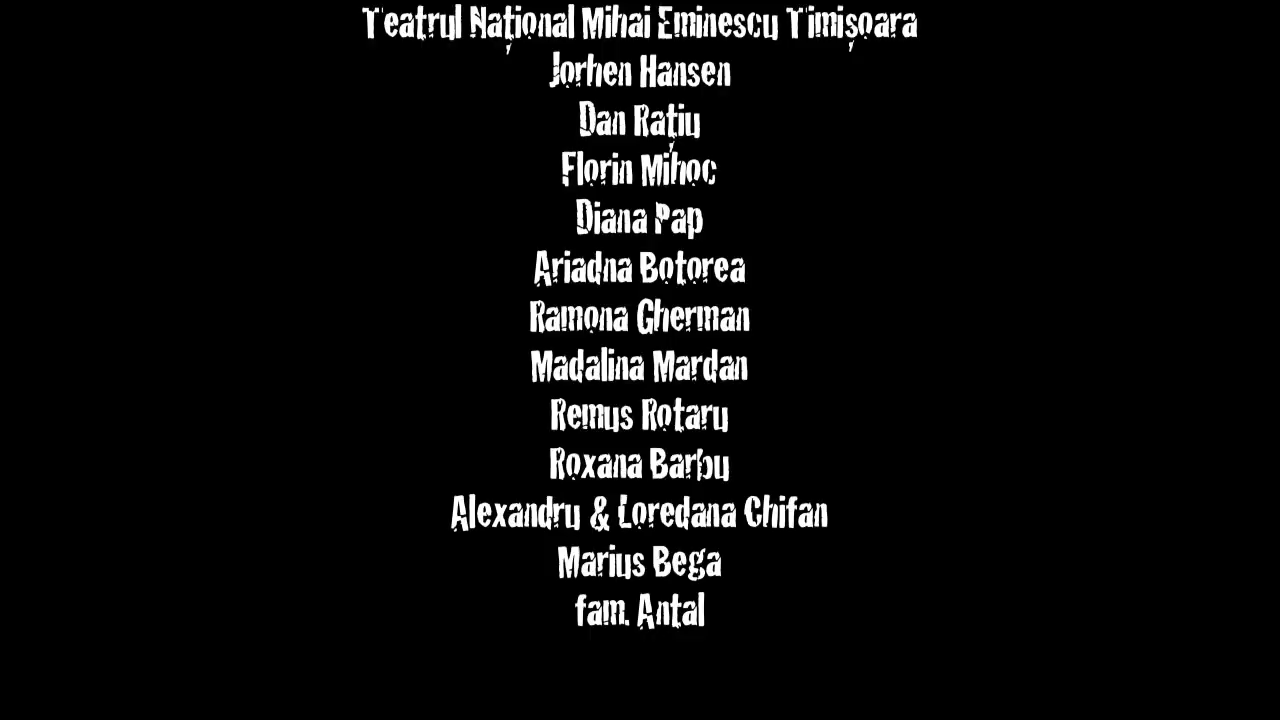 Teatrul Național Mihai Eminescu Timișoara
Jorhen Hansen
Dan Rațiu
Florin Mihoc
Diana Pap
Ariadna Botorea
Ramona Gherman
Madalina Mardan
Remus Rotaru
Roxana Barbu
Alexandru & Loredana Chifan
Marius Bega
fam. Antal